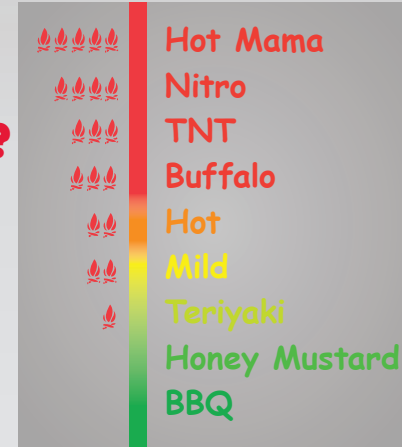 ?
Hot Mama
Nitro
TNT
Buffalo
Hot
Mild
Teriyaki
Honey Mustard
BBQ